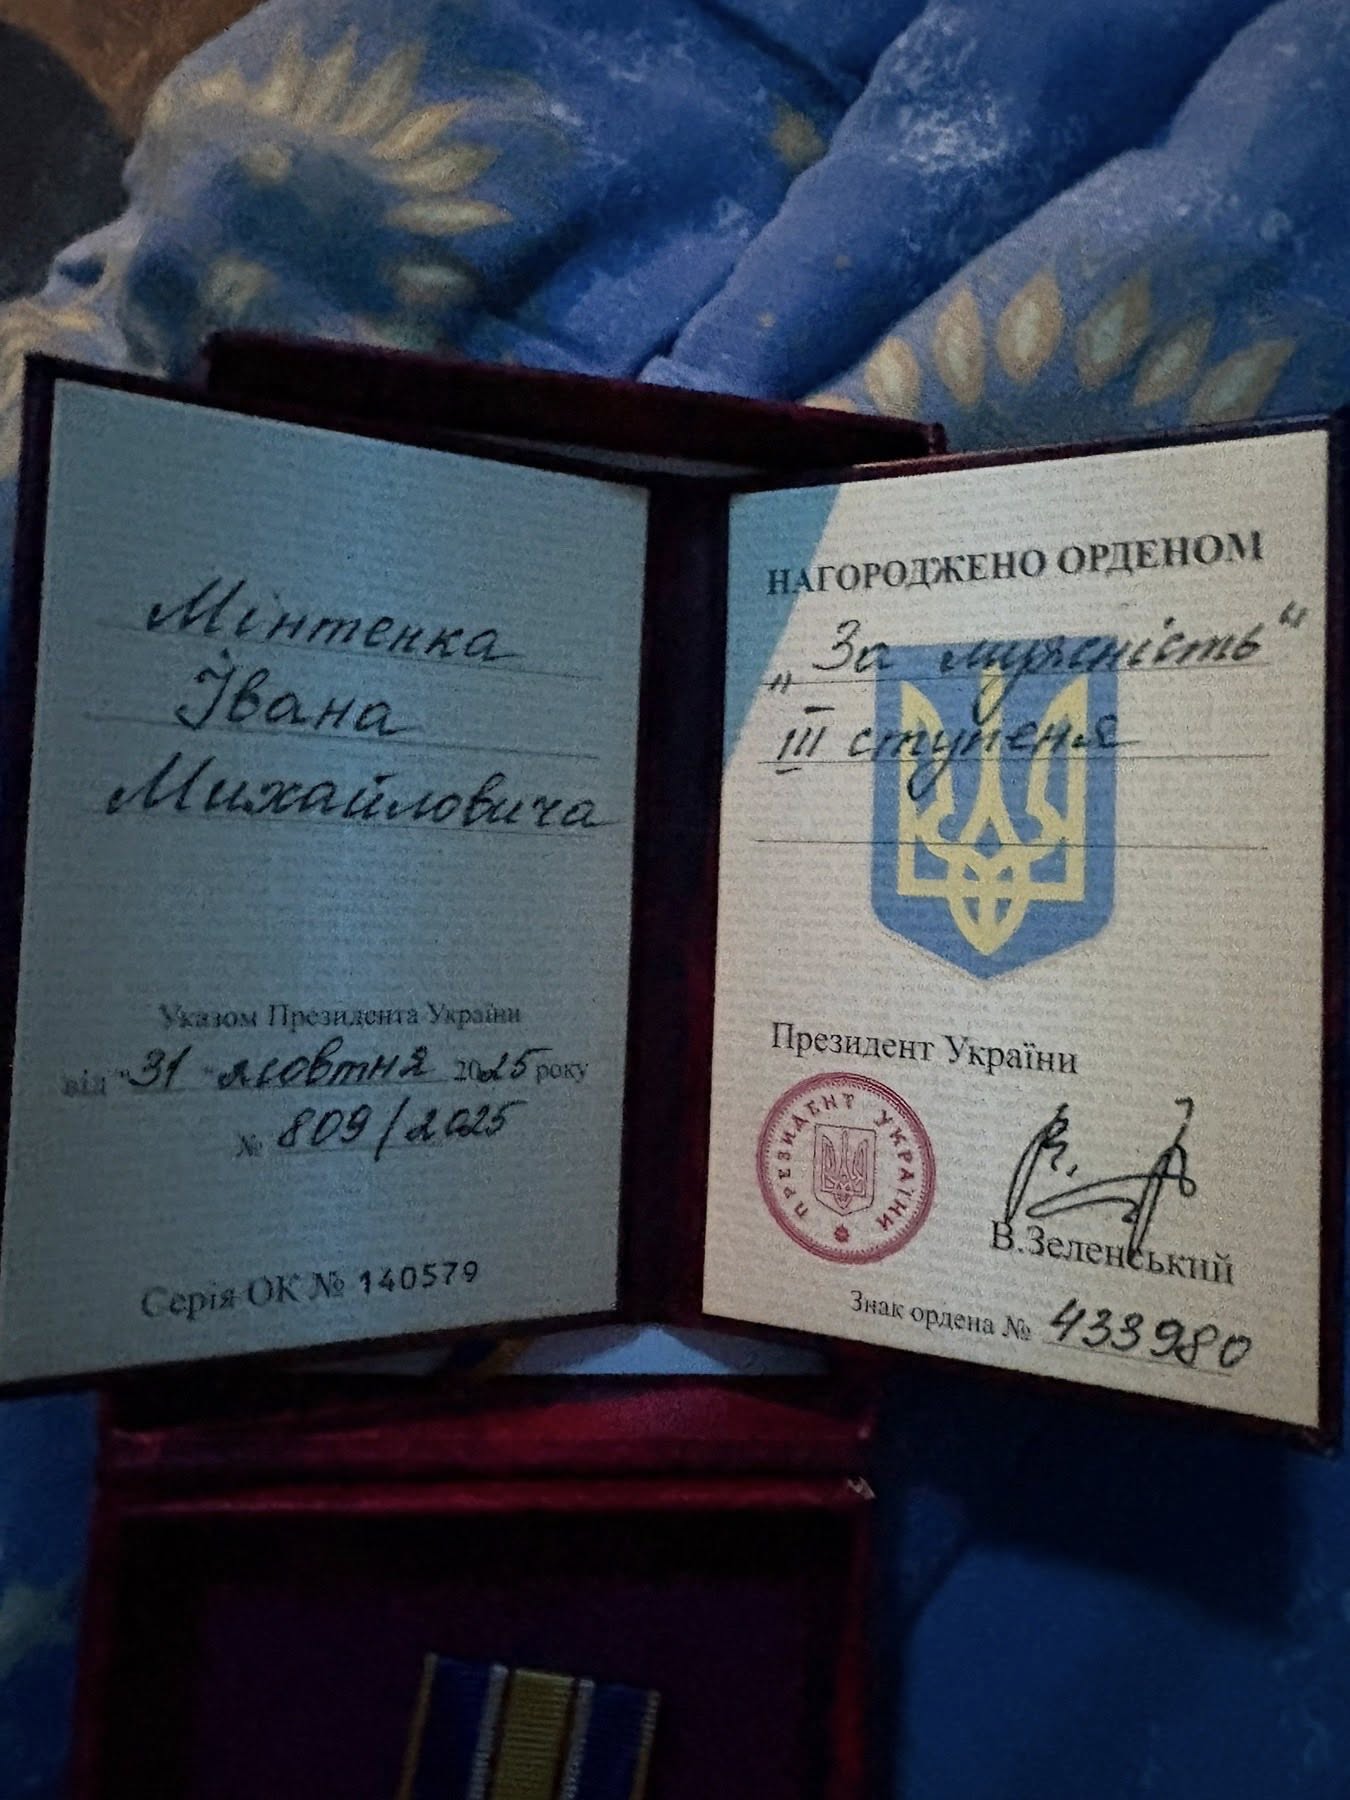 Мінтенка
Івана
Михайловича
Указом Президента України
від "31" жовтня 2025 року
№ 809/2025
Серія ОК № 140579
НАГОРОДЖЕНО ОРДЕНОМ
„За мужність“
III ступеня
Президент України
ПРЕЗИДЕНТ УКРАЇНИ
В.Зеленський
Знак ордена № 433980